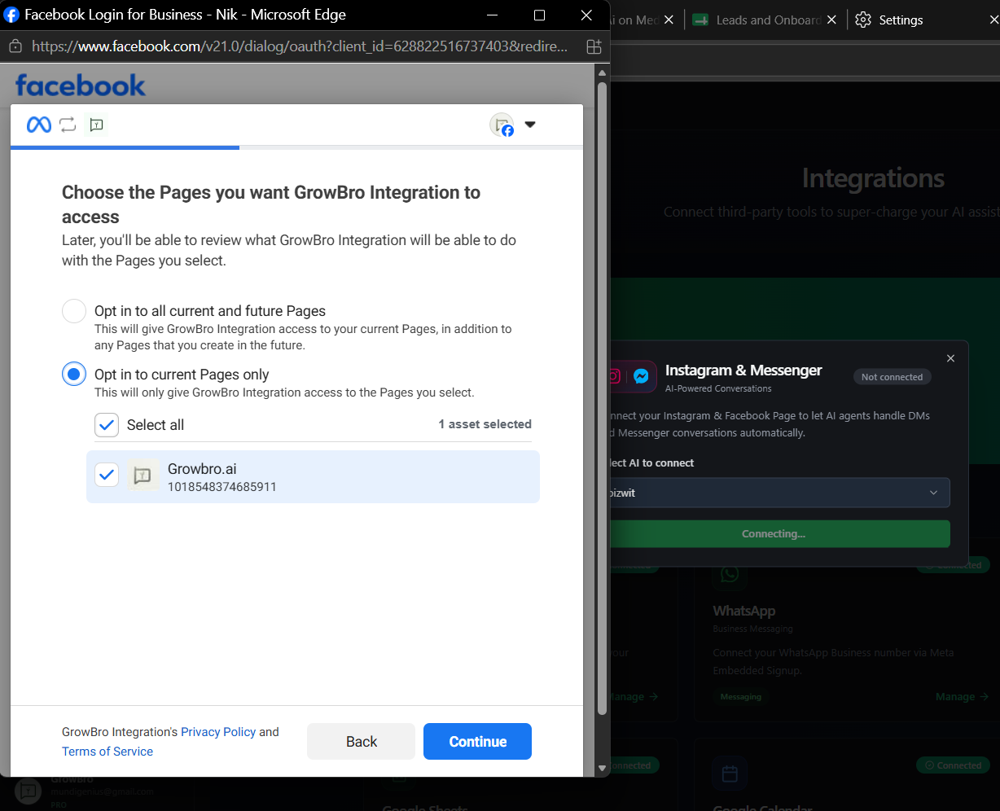 Facebook Login for Business - Nik - Microsoft Edge
https://www.facebook.com/v21.0/dialog/oauth?client_id=628822516737403&redire...
facebook
Choose the Pages you want GrowBro Integration to
access
Later, you'll be able to review what GrowBro Integration will be able to do
with the Pages you select.
Opt in to all current and future Pages
This will give GrowBro Integration access to your current Pages, in addition to
any Pages that you create in the future.
Opt in to current Pages only
This will only give GrowBro Integration access to the Pages you select.
Select all
1 asset selected
Growbro.ai
1018548374685911
GrowBro Integration's Privacy Policy and
Terms of Service
Back
Continue
i on Med
Leads and Onboard
Settings
Integrations
Connect third-party tools to super-charge your AI assist
Instagram & Messenger
AI-Powered Conversations
Not connected
nnect your Instagram & Facebook Page to let AI agents handle DMs
d Messenger conversations automatically.
lect AI to connect
bizwit
Connecting...
WhatsApp
Business Messaging
Connect your WhatsApp Business number via Meta
Embedded Signup.
Messaging
Manage →
your
Manage →
Connected
Connected
GrowBro
mundigenius@gmail.com
PRO
Google Sheets
Google Calendar